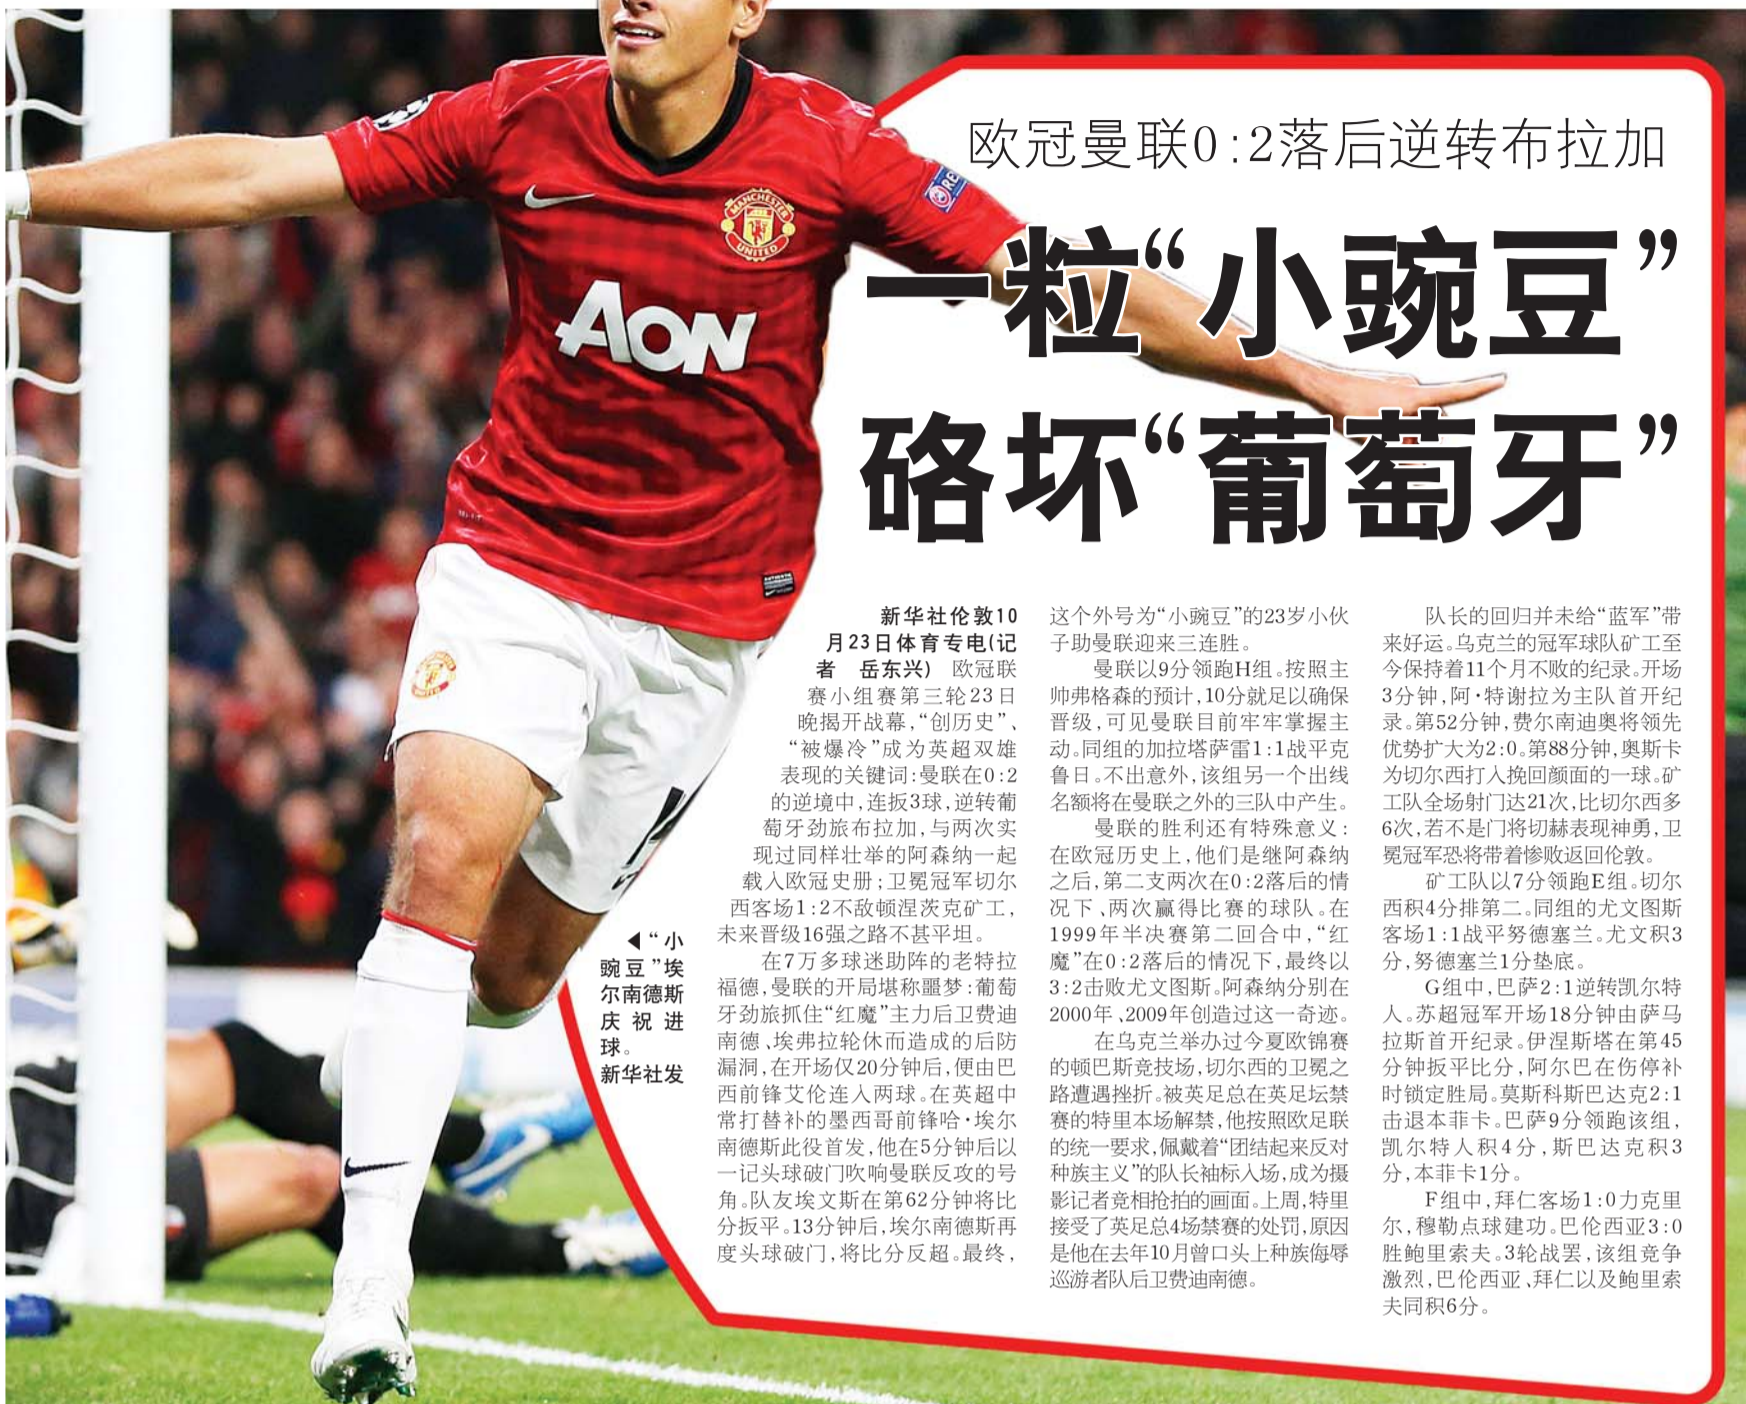 欧冠曼联0:2落后逆转布拉加
一粒“小豌豆”
硌坏“葡萄牙”
MANCHESTER
UNITED
AON
RE
◀“小
豌豆”埃
尔南德斯
庆祝进
球。
新华社发
新华社伦敦10
月23日体育专电(记
者 岳东兴) 欧冠联
赛小组赛第三轮23日
晚揭开战幕,“创历史”、
“被爆冷”成为英超双雄
表现的关键词:曼联在0:2
的逆境中,连扳3球,逆转葡
萄牙劲旅布拉加,与两次实
现过同样壮举的阿森纳一起
载入欧冠史册;卫冕冠军切尔
西客场1:2不敌顿涅茨克矿工,
未来晋级16强之路不甚平坦。
在7万多球迷助阵的老特拉
福德,曼联的开局堪称噩梦:葡萄
牙劲旅抓住“红魔”主力后卫费迪
南德、埃弗拉轮休而造成的后防
漏洞,在开场仅20分钟后,便由巴
西前锋艾伦连入两球。在英超中
常打替补的墨西哥前锋哈·埃尔
南德斯此役首发,他在5分钟后以
一记头球破门吹响曼联反攻的号
角。队友埃文斯在第62分钟将比
分扳平。13分钟后,埃尔南德斯再
度头球破门,将比分反超。最终,
这个外号为“小豌豆”的23岁小伙
子助曼联迎来三连胜。
曼联以9分领跑H组。按照主
帅弗格森的预计,10分就足以确保
晋级,可见曼联目前牢牢掌握主
动。同组的加拉塔萨雷1:1战平克
鲁日。不出意外,该组另一个出线
名额将在曼联之外的三队中产生。
曼联的胜利还有特殊意义:
在欧冠历史上,他们是继阿森纳
之后,第二支两次在0:2落后的情
况下、两次赢得比赛的球队。在
1999年半决赛第二回合中,“红
魔”在0:2落后的情况下,最终以
3:2击败尤文图斯。阿森纳分别在
2000年、2009年创造过这一奇迹。
在乌克兰举办过今夏欧锦赛
的顿巴斯竞技场,切尔西的卫冕之
路遭遇挫折。被英足总在英足坛禁
赛的特里本场解禁,他按照欧足联
的统一要求,佩戴着“团结起来反对
种族主义”的队长袖标入场,成为摄
影记者竞相抢拍的画面。上周,特里
接受了英足总4场禁赛的处罚,原因
是他在去年10月曾口头上种族侮辱
巡游者队后卫费迪南德。
队长的回归并未给“蓝军”带
来好运。乌克兰的冠军球队矿工至
今保持着11个月不败的纪录。开场
3分钟,阿·特谢拉为主队首开纪
录。第52分钟,费尔南迪奥将领先
优势扩大为2:0。第88分钟,奥斯卡
为切尔西打入挽回颜面的一球。矿
工队全场射门达21次,比切尔西多
6次,若不是门将切赫表现神勇,卫
冕冠军恐将带着惨败返回伦敦。
矿工队以7分领跑E组。切尔
西积4分排第二。同组的尤文图斯
客场1:1战平努德塞兰。尤文积3
分,努德塞兰1分垫底。
G组中,巴萨2:1逆转凯尔特
人。苏超冠军开场18分钟由萨马
拉斯首开纪录。伊涅斯塔在第45
分钟扳平比分,阿尔巴在伤停补
时锁定胜局。莫斯科斯巴达克2:1
击退本菲卡。巴萨9分领跑该组,
凯尔特人积4分,斯巴达克积3
分,本菲卡1分。
F组中,拜仁客场1:0力克里
尔,穆勒点球建功。巴伦西亚3:0
胜鲍里索夫。3轮战罢,该组竞争
激烈,巴伦西亚、拜仁以及鲍里索
夫同积6分。